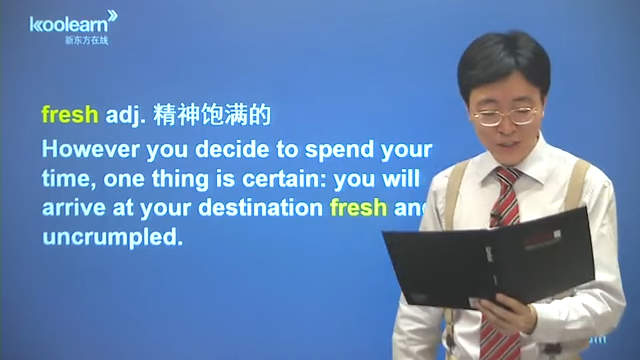 koolearn
新东方在线
fresh adj. 精神饱满的
However you decide to spend your
time, one thing is certain: you will
arrive at your destination fresh and
uncrumpled.